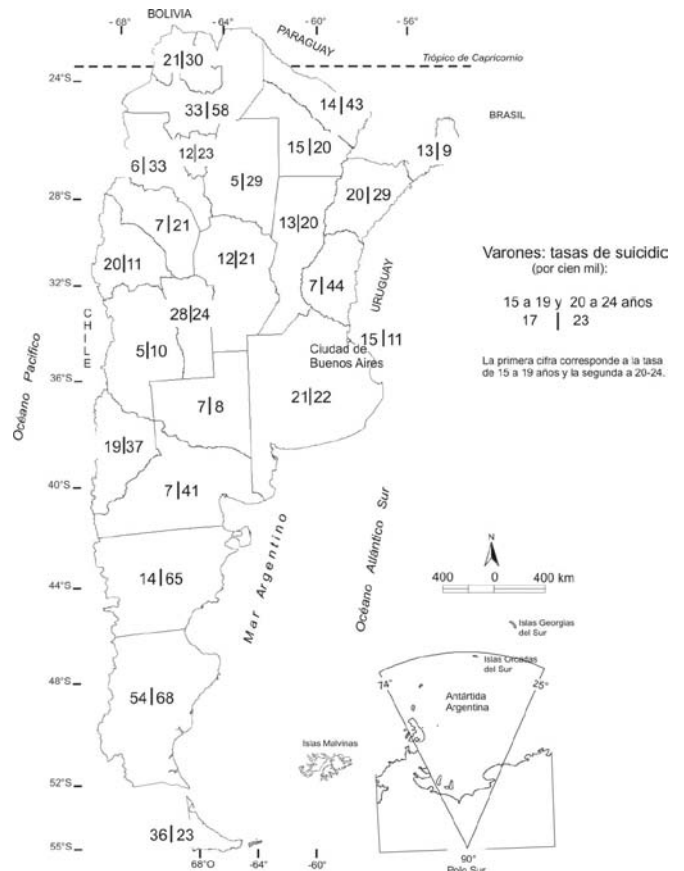 BOLIVIA
- 68° -64° -60° -56°
PARAGUAY
Trópico de Capricornio
21|30
24°S
14|43
33|58
BRASIL
15|20
12|23
13|9
6|33
5|29
20|29
28°S
13|20
7|21
12|21
20|11
7|44
32°S
URUGUAY
28|24
CHILE
15|11
5|10
Ciudad de
Buenos Aires
Océano Pacífico
36°S
21|22
7|8
19|37
40°S
7|41
Mar Argentino
Océano Atlántico Sur
14|65
44°S
48°S
54|68
52°S
36|23
55°S
68°O -64° -60°
Varones: tasas de suicidic
(por cien mil):
15 a 19 y 20 a 24 años
17 | 23
La primera cifra corresponde a la tasa
de 15 a 19 años y la segunda a 20-24.
N
400 0 400 km
Islas Georgias
del Sur
Islas Orcadas
del Sur
74° 25°
Antártida
Argentina
Islas Malvinas
90°
Polo Sur